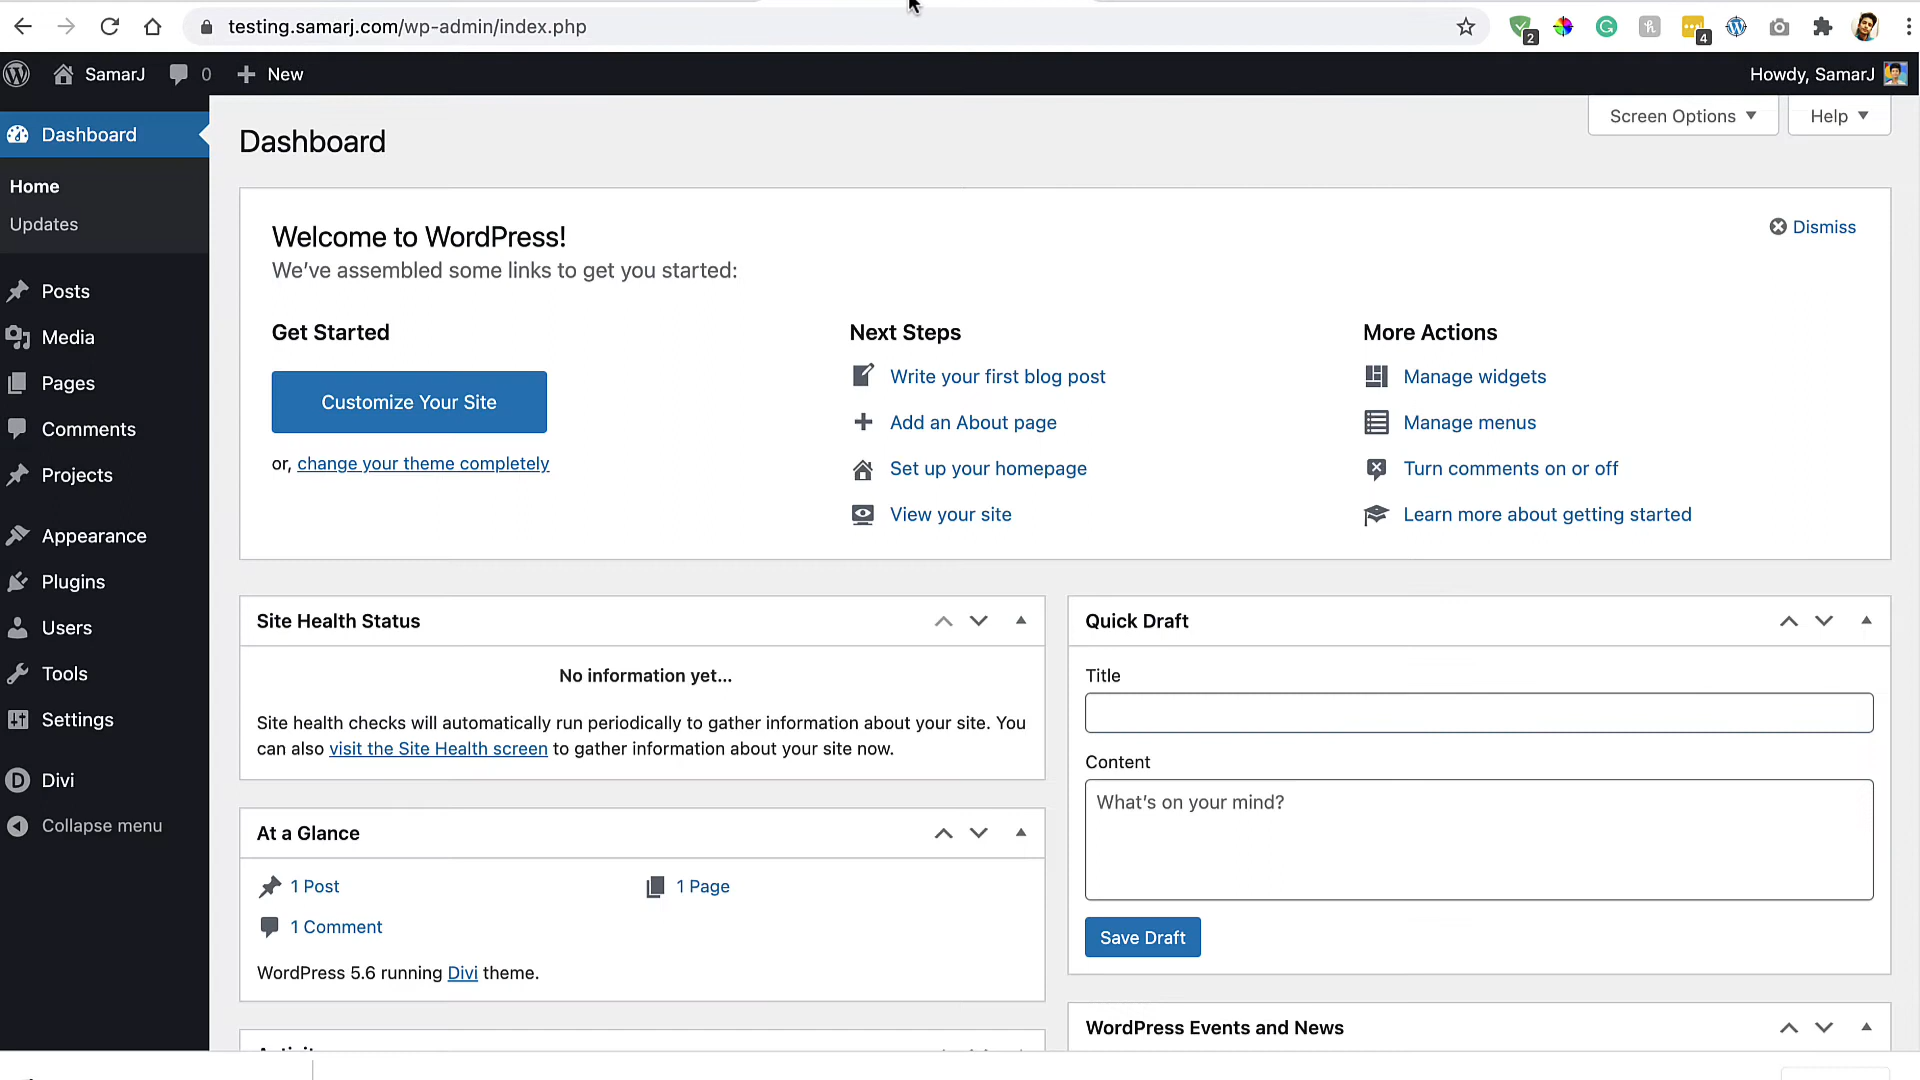 testing.samarj.com/wp-admin/index.php
2
4
SamarJ
0
New
Howdy, SamarJ
Dashboard
Home
Updates
Posts
Media
Pages
Comments
Projects
Appearance
Plugins
Users
Tools
Settings
Divi
Collapse menu
Screen Options
Help
Dashboard
Welcome to WordPress!
We’ve assembled some links to get you started:
Dismiss
Get Started
Customize Your Site
or, change your theme completely
Next Steps
Write your first blog post
Add an About page
Set up your homepage
View your site
More Actions
Manage widgets
Manage menus
Turn comments on or off
Learn more about getting started
Site Health Status
No information yet...
Site health checks will automatically run periodically to gather information about your site. You
can also visit the Site Health screen to gather information about your site now.
At a Glance
1 Post
1 Page
1 Comment
WordPress 5.6 running Divi theme.
Quick Draft
Title
Content
What’s on your mind?
Save Draft
WordPress Events and News